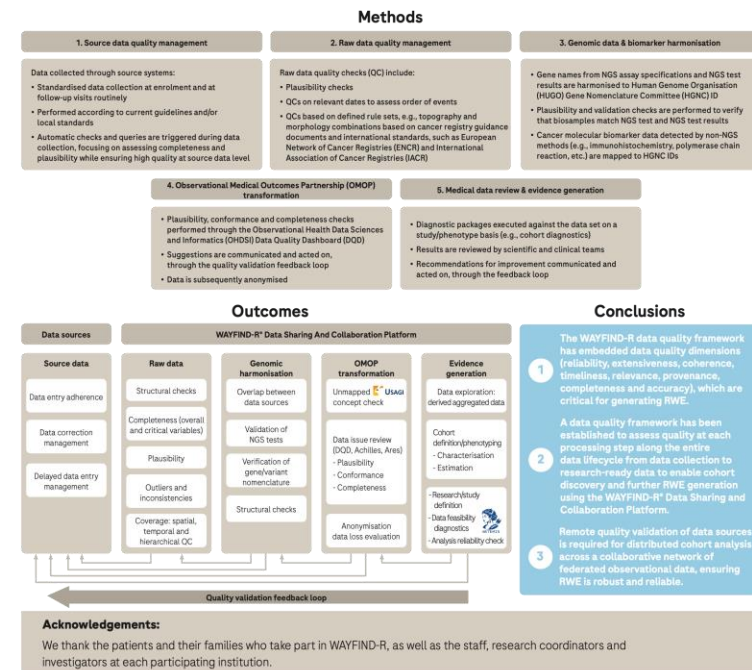 Methods
1. Source data quality management
Data collected through source systems:
• Standardised data collection at enrolment and at
follow-up visits routinely
• Performed according to current guidelines and/or
local standards
• Automatic checks and queries are triggered during data
collection, focusing on assessing completeness and
plausibility while ensuring high quality at source data level
2. Raw data quality management
Raw data quality checks (QC) include:
• Plausibility checks
• QCs on relevant dates to assess order of events
• QCs based on defined rule sets, e.g., topography and
morphology combinations based on cancer registry guidance
documents and international standards, such as European
Network of Cancer Registries (ENCR) and International
Association of Cancer Registries (IACR)
3. Genomic data & biomarker harmonisation
• Gene names from NGS assay specifications and NGS test
results are harmonised to Human Genome Organisation
(HUGO) Gene Nomenclature Committee (HGNC) ID
• Plausibility and validation checks are performed to verify
that biosamples match NGS test and NGS test results
• Cancer molecular biomarker data detected by non-NGS
methods (e.g., immunohistochemistry, polymerase chain
reaction, etc.) are mapped to HGNC IDs
4. Observational Medical Outcomes Partnership (OMOP)
transformation
• Plausibility, conformance and completeness checks
performed through the Observational Health Data Sciences
and Informatics (OHDSI) Data Quality Dashboard (DQD)
• Suggestions are communicated and acted on,
through the quality validation feedback loop
• Data is subsequently anonymised
5. Medical data review & evidence generation
• Diagnostic packages executed against the data set on a
study/phenotype basis (e.g., cohort diagnostics)
• Results are reviewed by scientific and clinical teams
• Recommendations for improvement communicated and
acted on, through the feedback loop
Outcomes
Data sources
WAYFIND-R® Data Sharing And Collaboration Platform
Source data
Data entry adherence
Data correction
management
Delayed data entry
management
Raw data
Structural checks
Completeness (overall
and critical variables)
Plausibility
Outliers and
inconsistencies
Coverage: spatial,
temporal and
hierarchical QC
Genomic
harmonisation
Overlap between
data sources
Validation of
NGS tests
Verification of
gene/variant
nomenclature
Structural checks
OMOP
transformation
Unmapped USAGI
concept check
Data issue review
(DQD, Achilles, Ares)
- Plausibility
- Conformance
- Completeness
Anonymisation
data loss evaluation
Evidence
generation
Data exploration:
derived aggregated data
Cohort
definition/phenotyping
- Characterisation
- Estimation
- Research/study
definition
- Data feasibility
diagnostics
- Analysis reliability check
Quality validation feedback loop
Conclusions
1
The WAYFIND-R data quality framework
has embedded data quality dimensions
(reliability, extensiveness, coherence,
timeliness, relevance, provenance,
completeness and accuracy), which are
critical for generating RWE.
2
A data quality framework has been
established to assess quality at each
processing step along the entire
data lifecycle from data collection to
research-ready data to enable cohort
discovery and further RWE generation
using the WAYFIND-R® Data Sharing and
Collaboration Platform.
3
Remote quality validation of data sources
is required for distributed cohort analysis
across a collaborative network of
federated observational data, ensuring
RWE is robust and reliable.
Acknowledgements:
We thank the patients and their families who take part in WAYFIND-R, as well as the staff, research coordinators and
investigators at each participating institution.